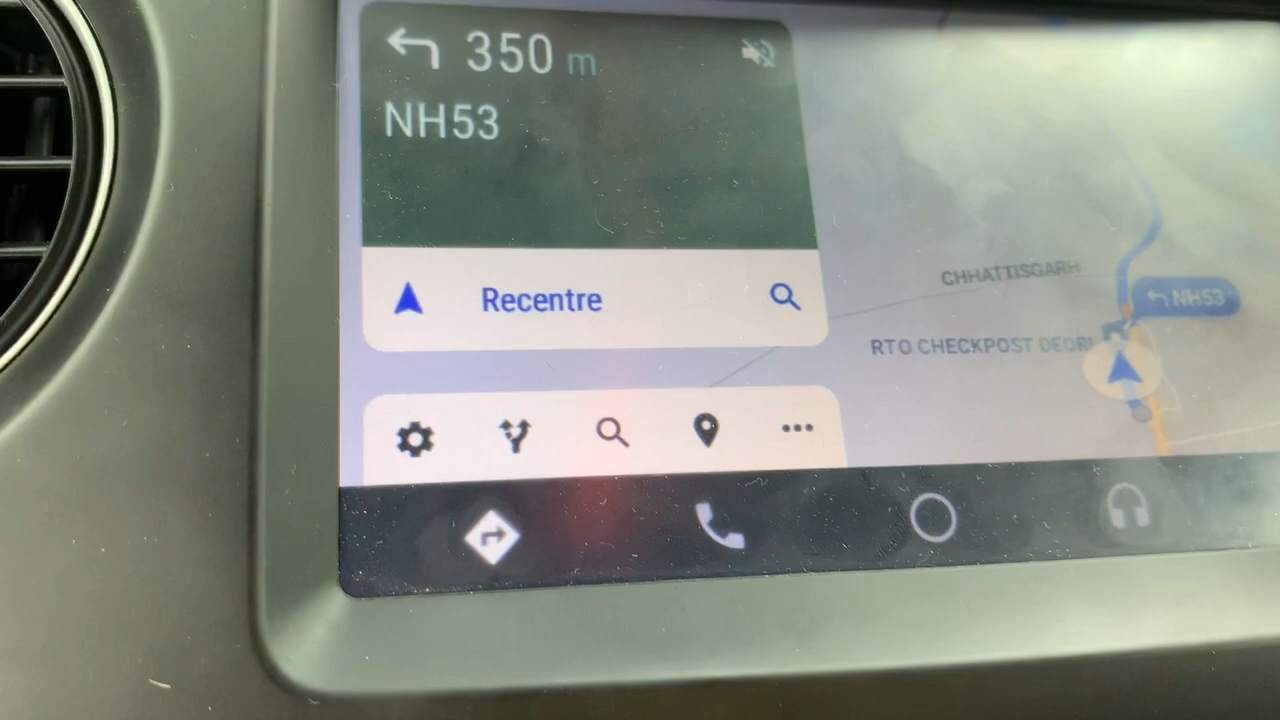 350 m
NH53
Recentre
CHHATTISGARH
NH53
RTO CHECKPOST DEORI